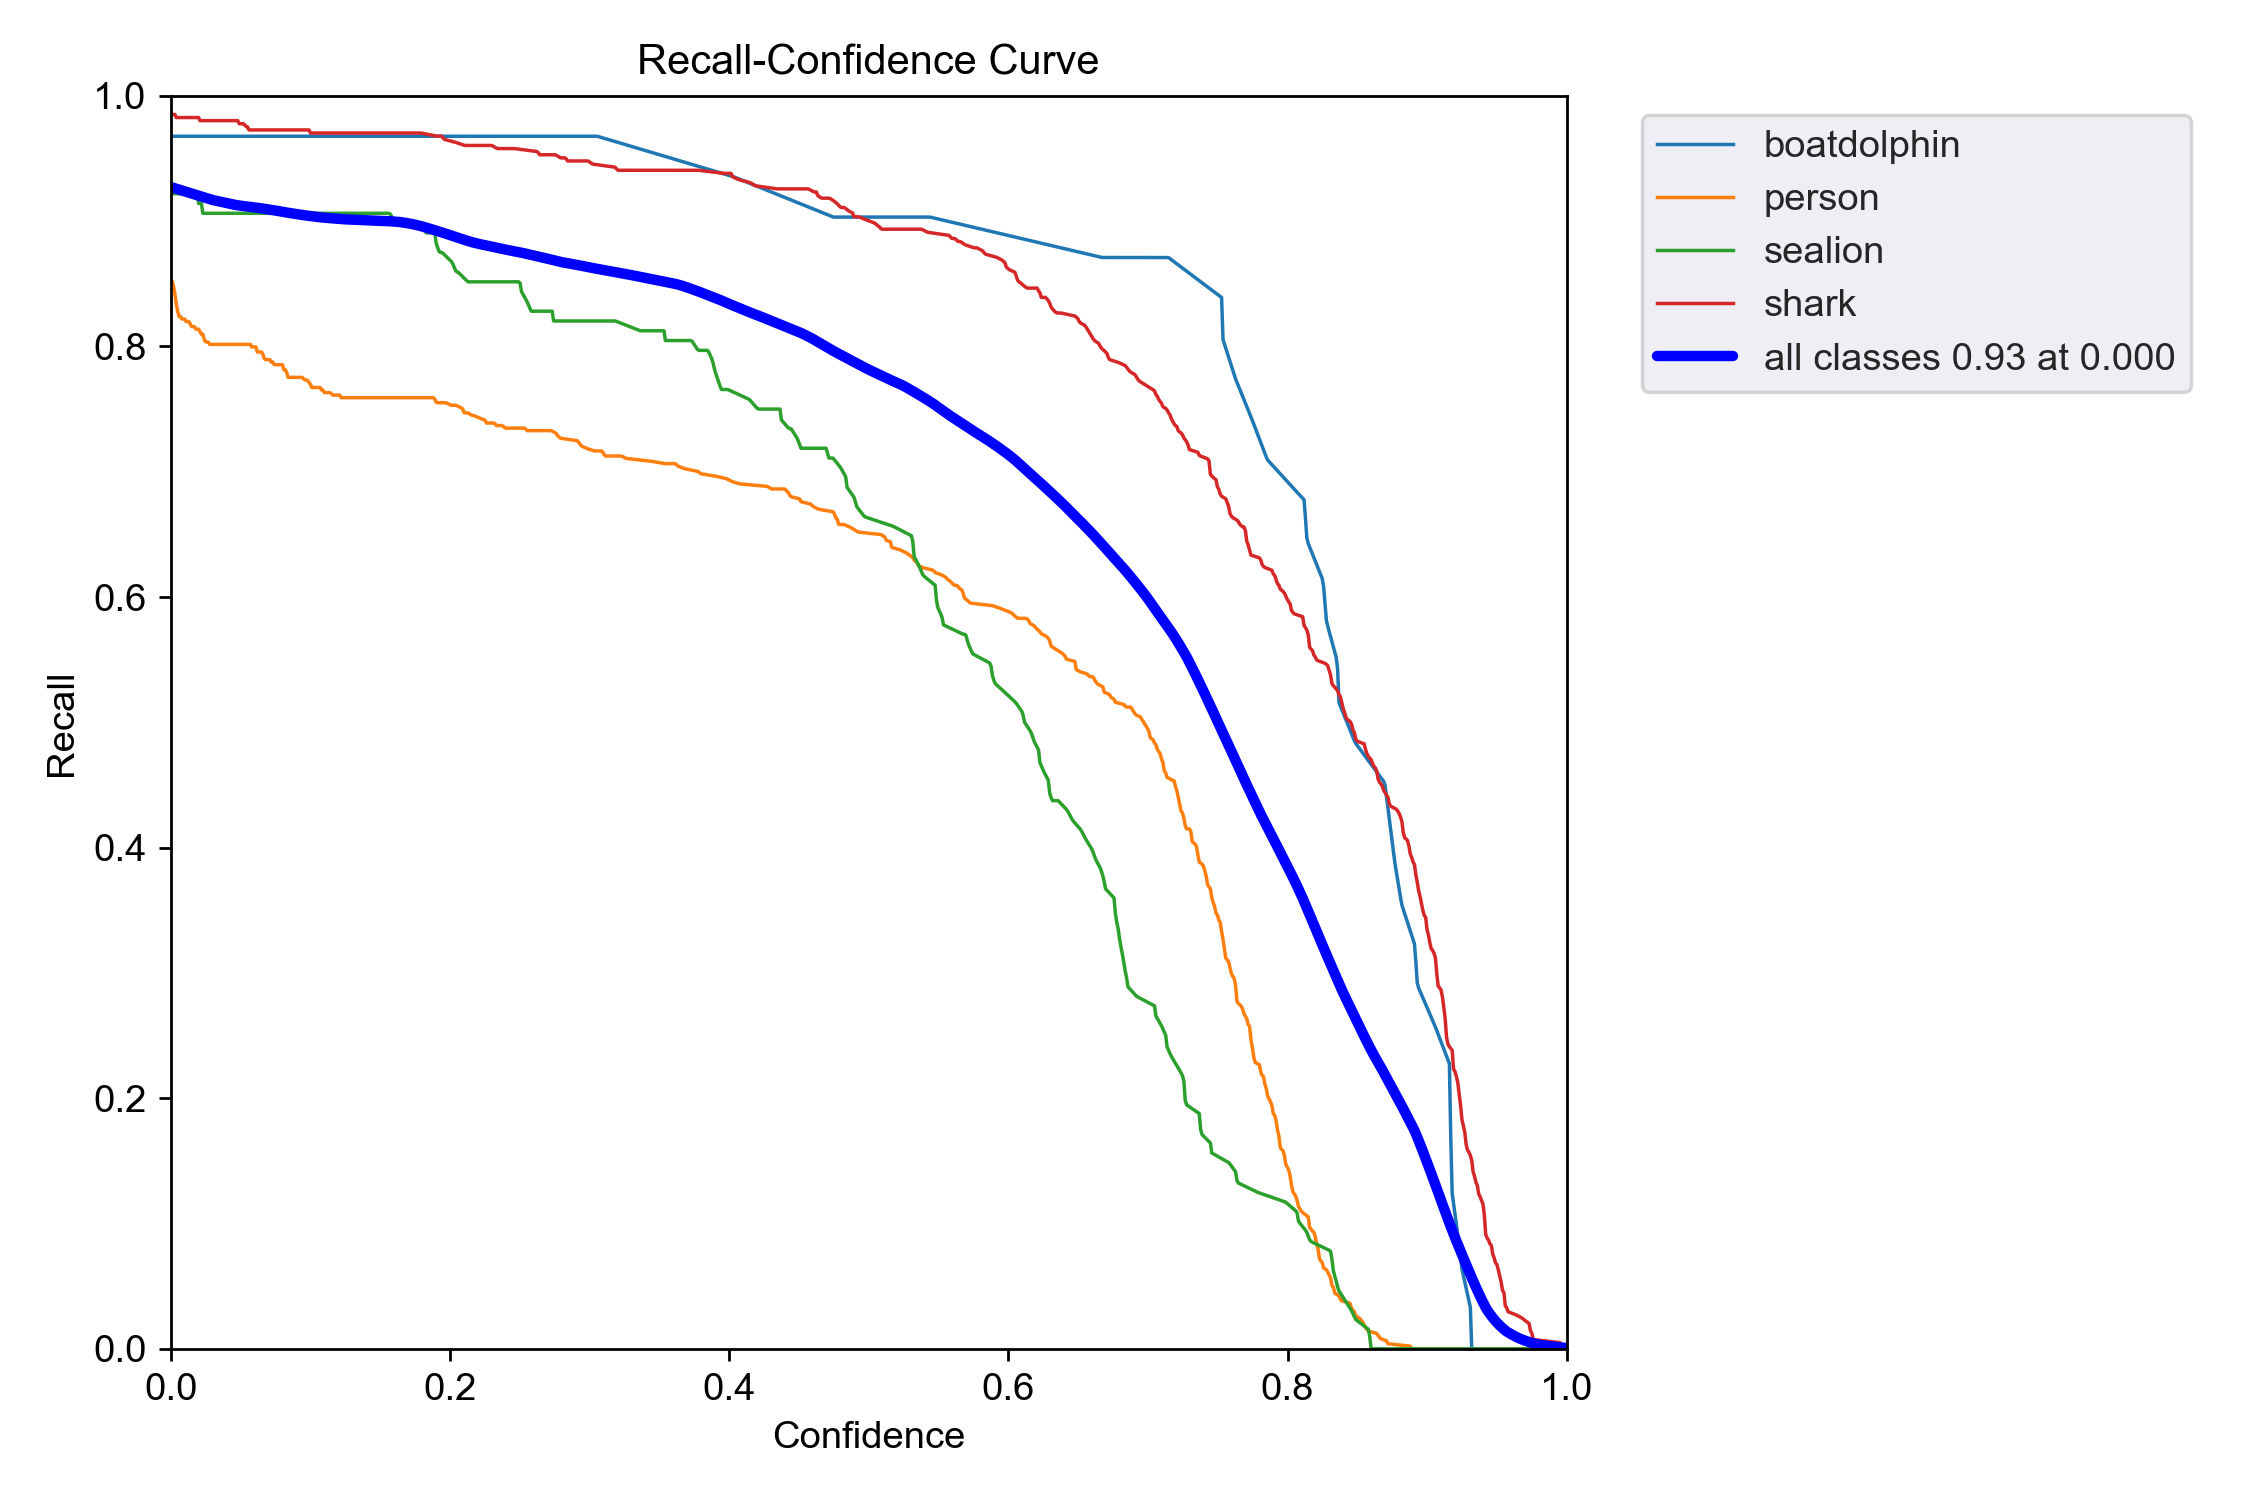 Recall-Confidence Curve
1.0
0.8
0.6
0.4
0.2
0.0
Recall
0.0 0.2 0.4 0.6 0.8 1.0
Confidence
boatdolphin
person
sealion
shark
all classes 0.93 at 0.000